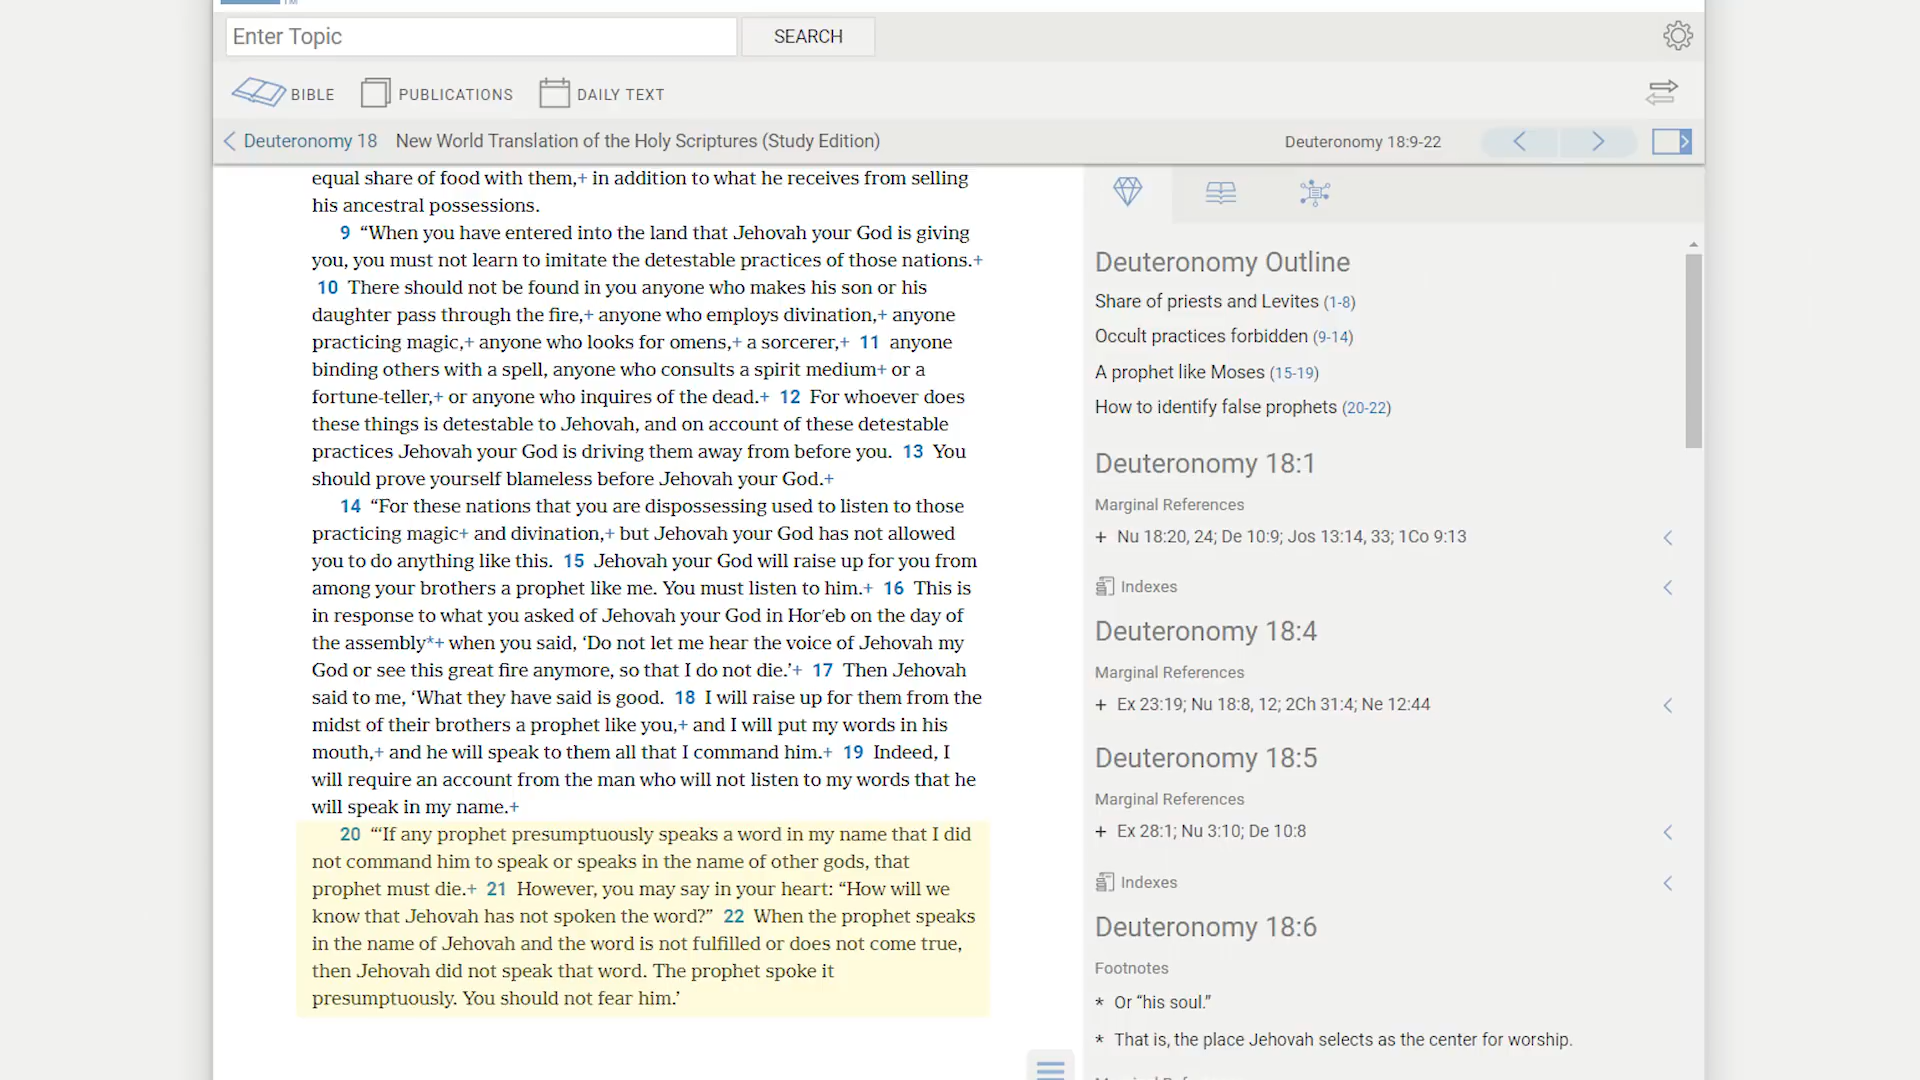 TM
Enter Topic
SEARCH
BIBLE
PUBLICATIONS
DAILY TEXT
Deuteronomy 18
New World Translation of the Holy Scriptures (Study Edition)
Deuteronomy 18:9-22
equal share of food with them,+ in addition to what he receives from selling
his ancestral possessions.
9 “When you have entered into the land that Jehovah your God is giving
you, you must not learn to imitate the detestable practices of those nations.+
10 There should not be found in you anyone who makes his son or his
daughter pass through the fire,+ anyone who employs divination,+ anyone
practicing magic,+ anyone who looks for omens,+ a sorcerer,+ 11 anyone
binding others with a spell, anyone who consults a spirit medium+ or a
fortune-teller,+ or anyone who inquires of the dead.+ 12 For whoever does
these things is detestable to Jehovah, and on account of these detestable
practices Jehovah your God is driving them away from before you. 13 You
should prove yourself blameless before Jehovah your God.+
14 “For these nations that you are dispossessing used to listen to those
practicing magic+ and divination,+ but Jehovah your God has not allowed
you to do anything like this. 15 Jehovah your God will raise up for you from
among your brothers a prophet like me. You must listen to him.+ 16 This is
in response to what you asked of Jehovah your God in Horʹeb on the day of
the assembly*+ when you said, ‘Do not let me hear the voice of Jehovah my
God or see this great fire anymore, so that I do not die.’+ 17 Then Jehovah
said to me, ‘What they have said is good. 18 I will raise up for them from the
midst of their brothers a prophet like you,+ and I will put my words in his
mouth,+ and he will speak to them all that I command him.+ 19 Indeed, I
will require an account from the man who will not listen to my words that he
will speak in my name.+
20 “‘If any prophet presumptuously speaks a word in my name that I did
not command him to speak or speaks in the name of other gods, that
prophet must die.+ 21 However, you may say in your heart: “How will we
know that Jehovah has not spoken the word?” 22 When the prophet speaks
in the name of Jehovah and the word is not fulfilled or does not come true,
then Jehovah did not speak that word. The prophet spoke it
presumptuously. You should not fear him.’
Deuteronomy Outline
Share of priests and Levites (1-8)
Occult practices forbidden (9-14)
A prophet like Moses (15-19)
How to identify false prophets (20-22)
Deuteronomy 18:1
Marginal References
+ Nu 18:20, 24; De 10:9; Jos 13:14, 33; 1Co 9:13
Indexes
Deuteronomy 18:4
Marginal References
+ Ex 23:19; Nu 18:8, 12; 2Ch 31:4; Ne 12:44
Deuteronomy 18:5
Marginal References
+ Ex 28:1; Nu 3:10; De 10:8
Indexes
Deuteronomy 18:6
Footnotes
* Or “his soul.”
* That is, the place Jehovah selects as the center for worship.